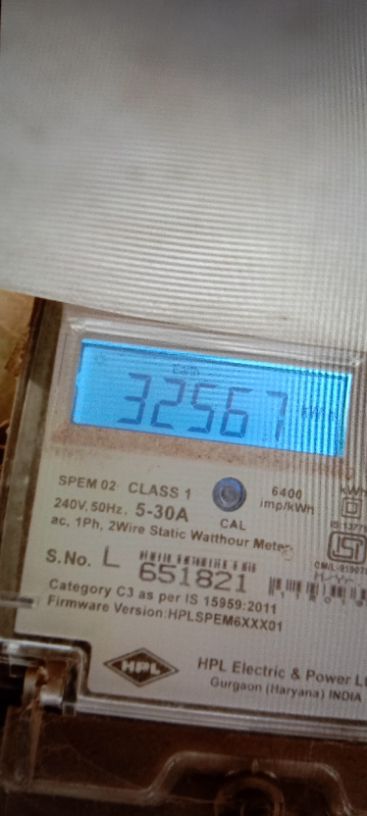 Cum
32567 kWh
SPEM 02 CLASS 1
6400
imp/kWh
240V, 50Hz. 5-30A
CAL
ac, 1Ph, 2Wire Static Watthour Meter
S.No. L 651821
Category C3 as per IS 15959:2011
Firmware Version:HPLSPEM6XXX01
HPL
HPL Electric & Power
Gurgaon (Haryana) INDIA